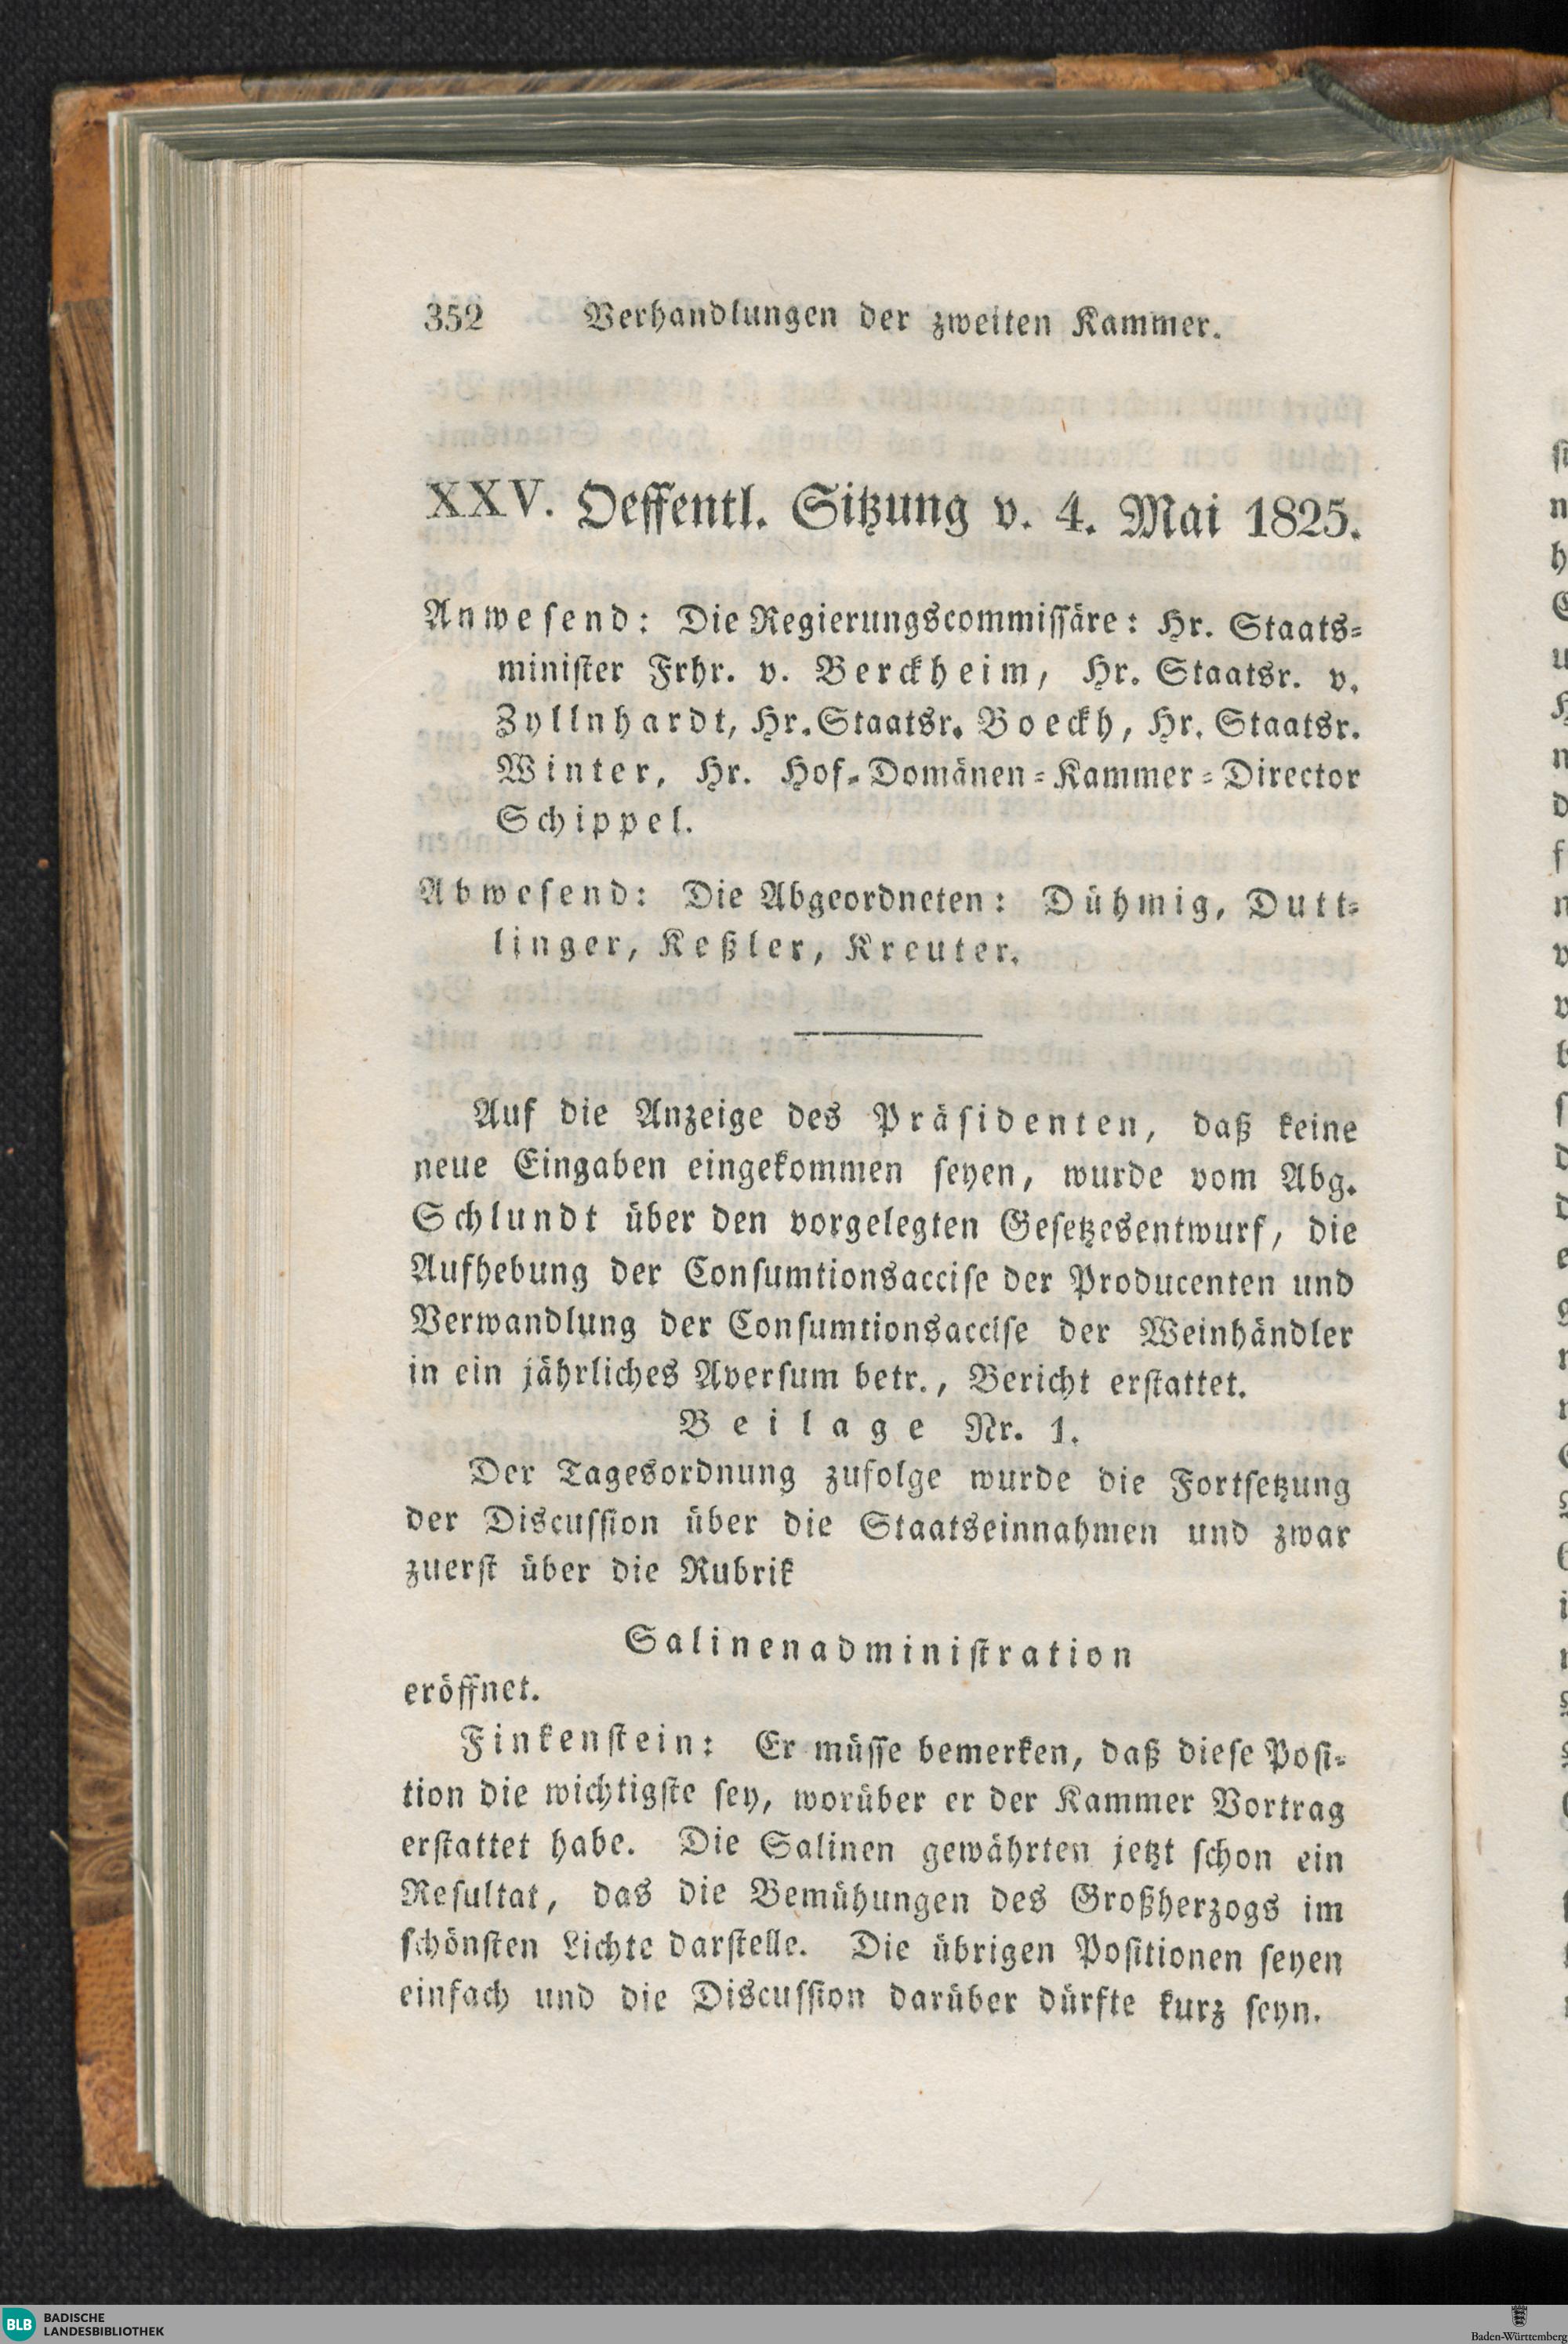 352 Verhandlungen der zweiten Kammer.
XXV. Oeffentl. Sitzung v. 4. Mai 1825.
Anwesend: Die Regierungscommissäre: Hr. Staats-
minister Frhr. v. Berckheim, Hr. Staatsr. v.
Zyllnhardt, Hr. Staatsr. Boeckh, Hr. Staatsr.
Winter, Hr. Hof-Domänen-Kammer-Director
Schippel.
Abwesend: Die Abgeordneten: Dühmig, Dutt-
linger, Keßler, Kreuter.
Auf die Anzeige des Präsidenten, daß keine
neue Eingaben eingekommen seyen, wurde vom Abg.
Schlundt über den vorgelegten Gesetzesentwurf, die
Aufhebung der Consumtionsaccise der Producenten und
Verwandlung der Consumtionsaccise der Weinhändler
in ein jährliches Aversum betr., Bericht erstattet.
Beilage Nr. 1.
Der Tagesordnung zufolge wurde die Fortsetzung
der Discussion über die Staatseinnahmen und zwar
zuerst über die Rubrik
Salinenadministration
eröffnet.
Finkenstein: Er müsse bemerken, daß diese Posi-
tion die wichtigste sey, worüber er der Kammer Vortrag
erstattet habe. Die Salinen gewährten jetzt schon ein
Resultat, das die Bemühungen des Großherzogs im
schönsten Lichte darstelle. Die übrigen Positionen seyen
einfach und die Discussion darüber dürfte kurz seyn.
BLB BADISCHE
LANDESBIBLIOTHEK
Baden-Württemberg